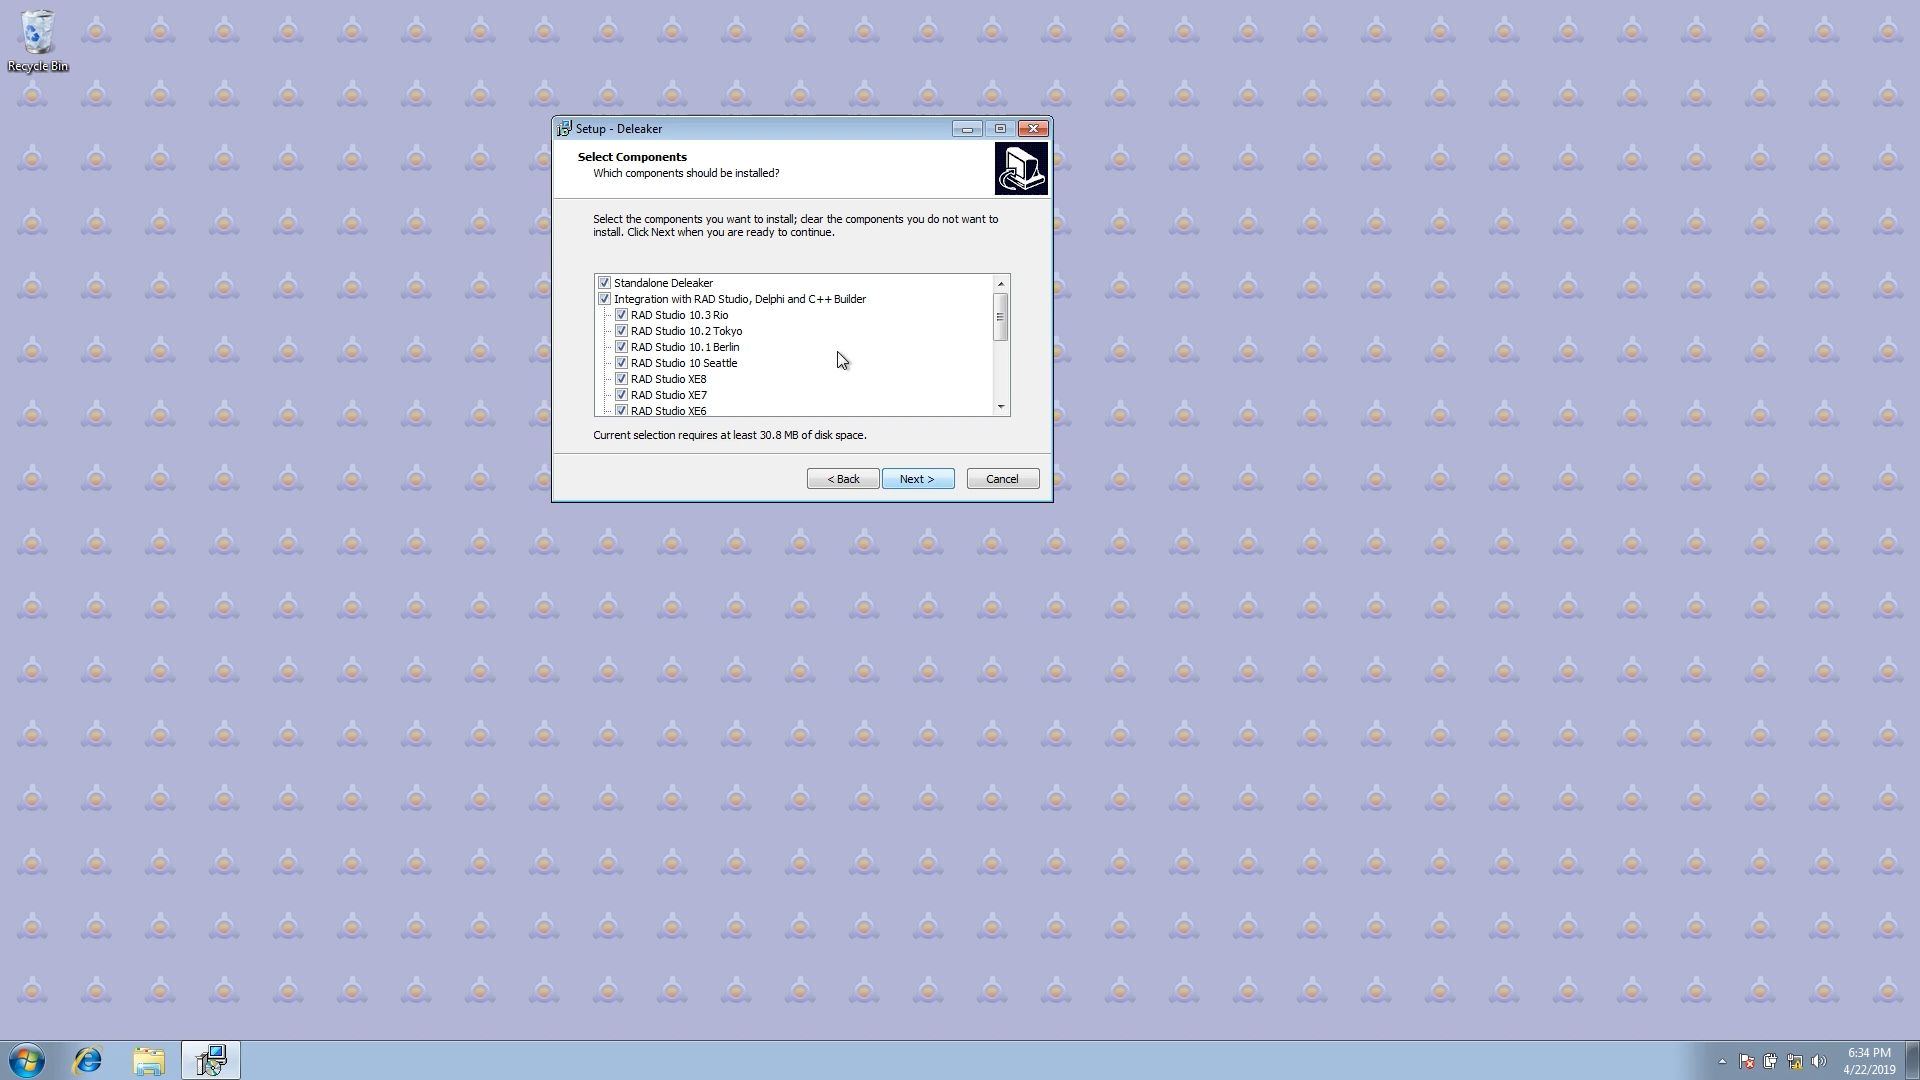 Recycle Bin
Setup - Deleaker
Select Components
Which components should be installed?
Select the components you want to install; clear the components you do not want to
install. Click Next when you are ready to continue.
Standalone Deleaker
Integration with RAD Studio, Delphi and C++ Builder
RAD Studio 10.3 Rio
RAD Studio 10.2 Tokyo
RAD Studio 10.1 Berlin
RAD Studio 10 Seattle
RAD Studio XE8
RAD Studio XE7
RAD Studio XE6
Current selection requires at least 30.8 MB of disk space.
< Back
Next >
Cancel
6:34 PM
4/22/2019